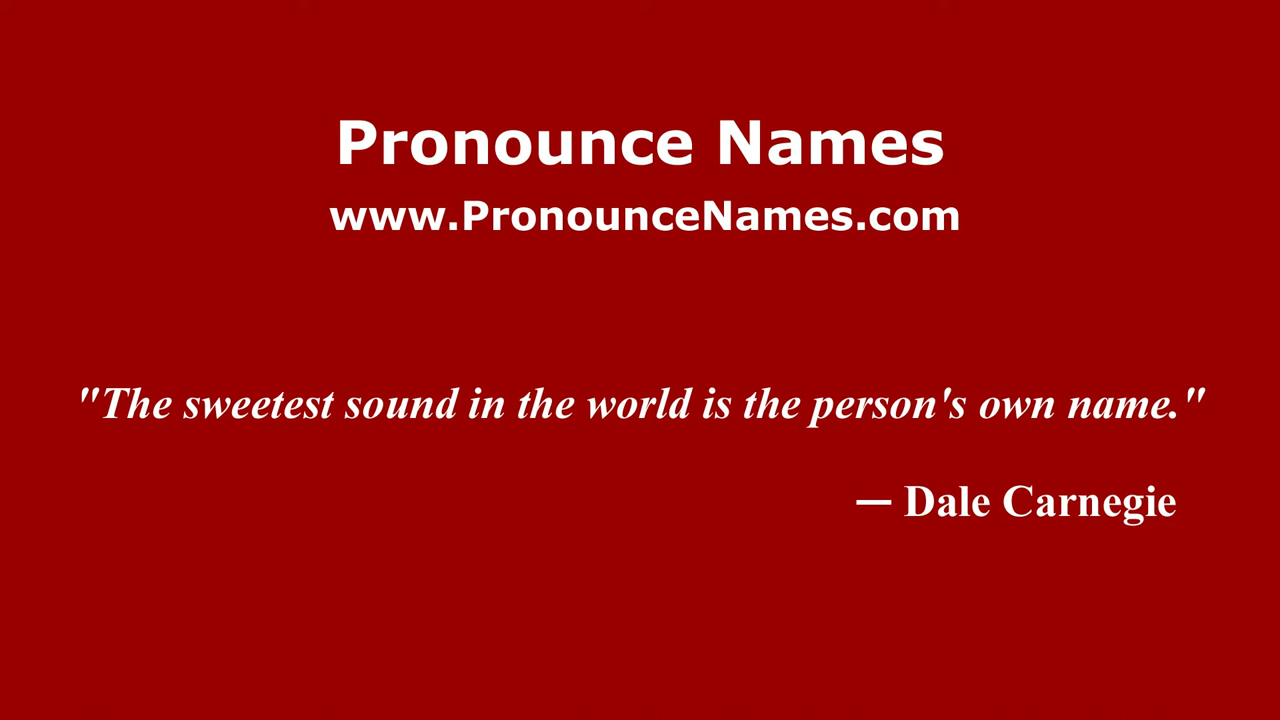 Pronounce Names
www.PronounceNames.com
"The sweetest sound in the world is the person's own name."
— Dale Carnegie